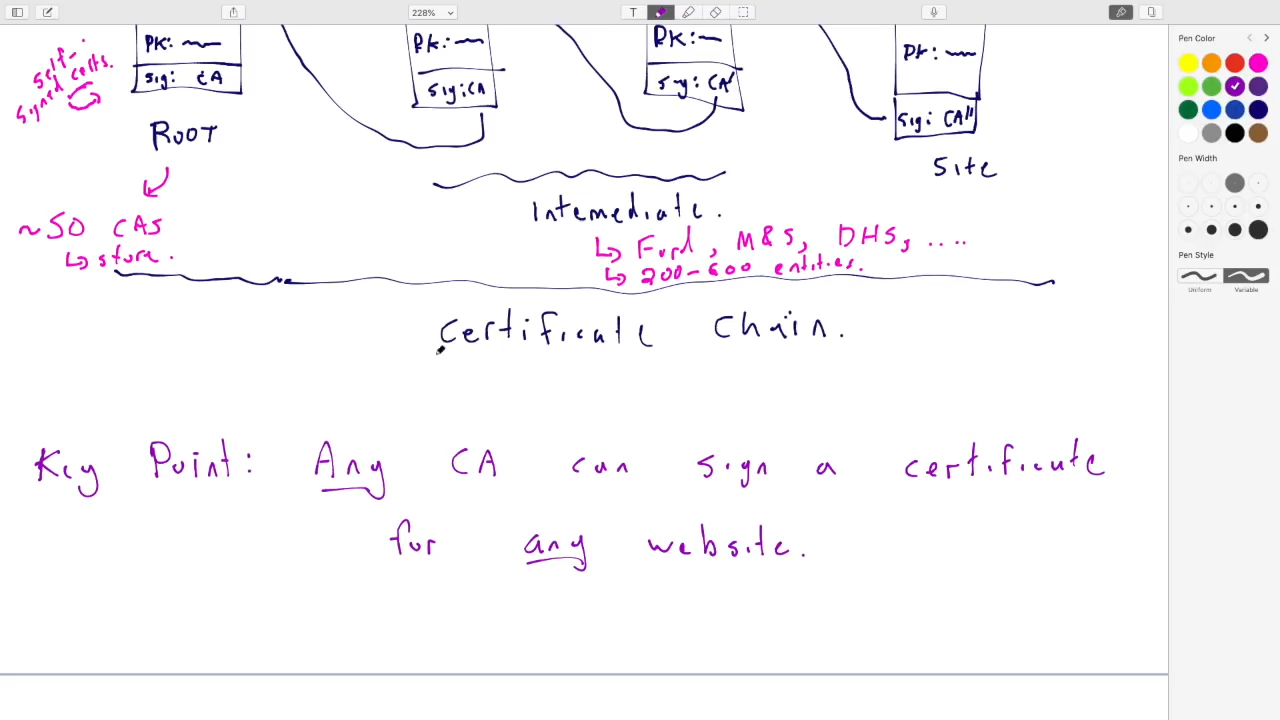 228%
T
Pen Color
self-
signed certs.
PK:
sig: CA
PK:
sig: CA
PK:
sig: CA'
PK:
sig: CA"
ROOT
Site
Intemediate.
~50 CAs
↳ store.
↳ Ford, M&S, DHS, ....
↳ 200-600 entities.
Certificate Chain.
Key Point: Any CA can sign a certificate
for any website.
Pen Width
Pen Style
Uniform Variable